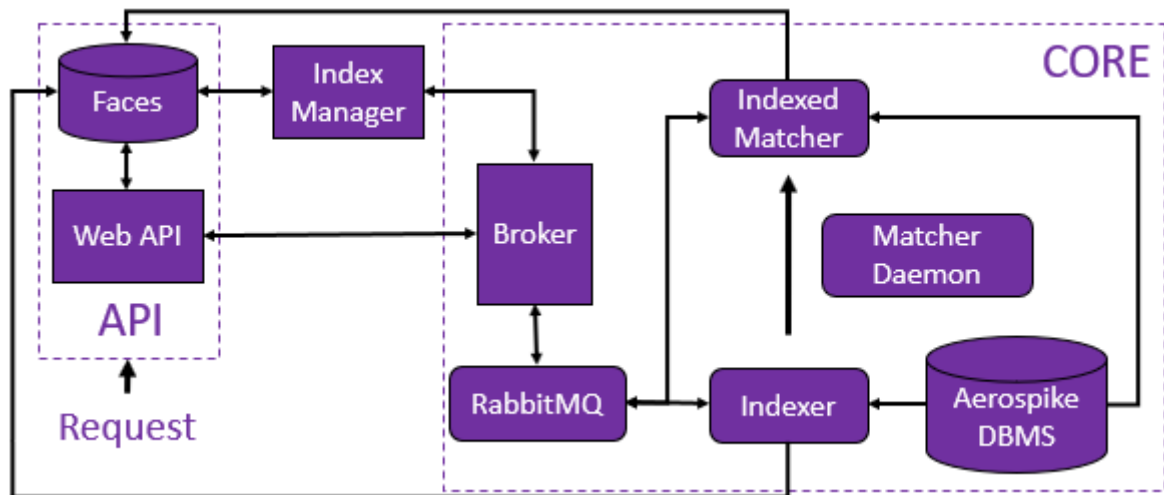 CORE
Faces
Index
Manager
Indexed
Matcher
Web API
Broker
Matcher
Daemon
API
RabbitMQ
Indexer
Aerospike
DBMS
Request